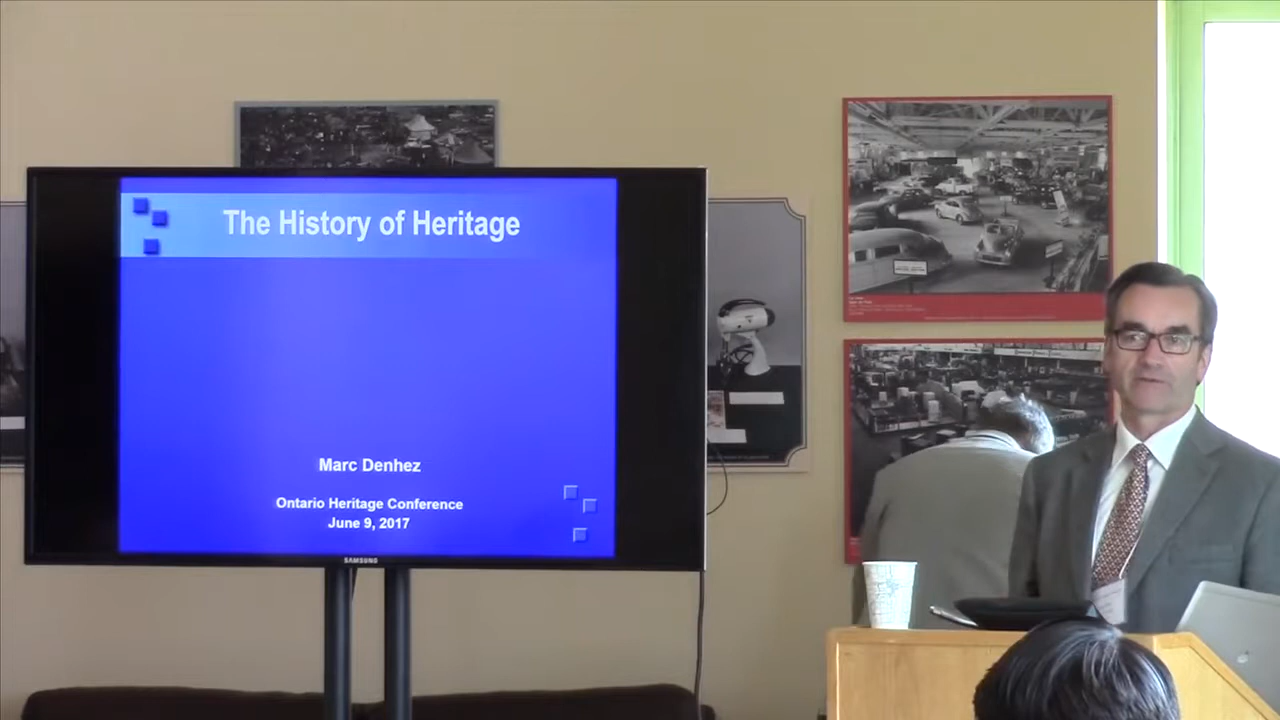 The History of Heritage
Marc Denhez
Ontario Heritage Conference
June 9, 2017
SAMSUNG